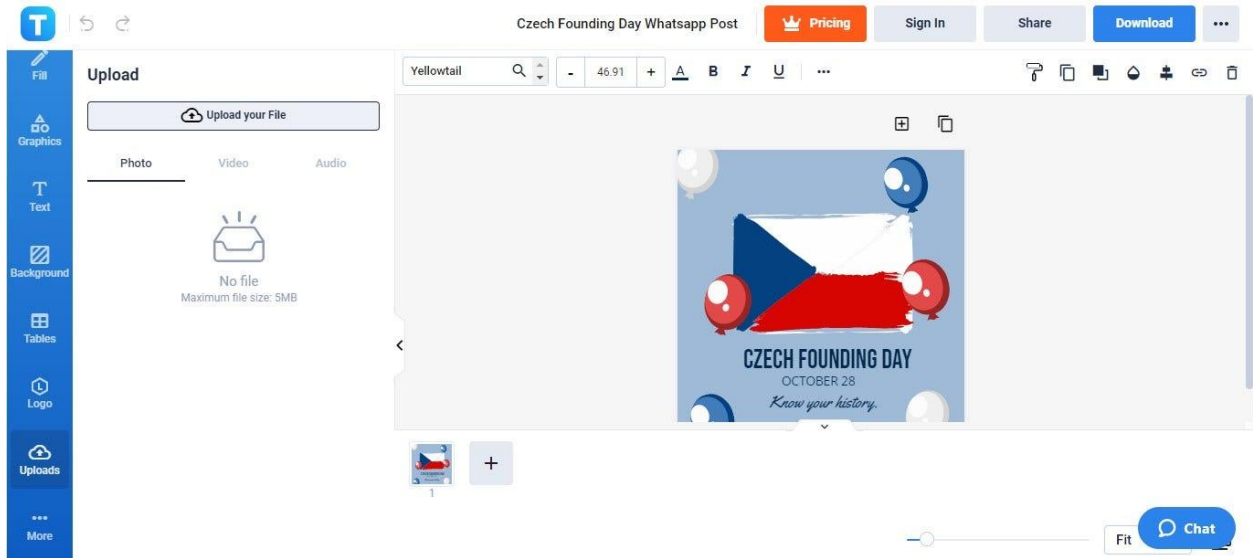 T
Czech Founding Day Whatsapp Post
Pricing
Sign In
Share
Download
Fill
Graphics
T
Text
Background
Tables
Logo
Uploads
More
Upload
Upload your File
Photo Video Audio
No file
Maximum file size: 5MB
Yellowtail - 46.91 + A B I U
CZECH FOUNDING DAY
OCTOBER 28
Know your history.
1
Fit
Chat